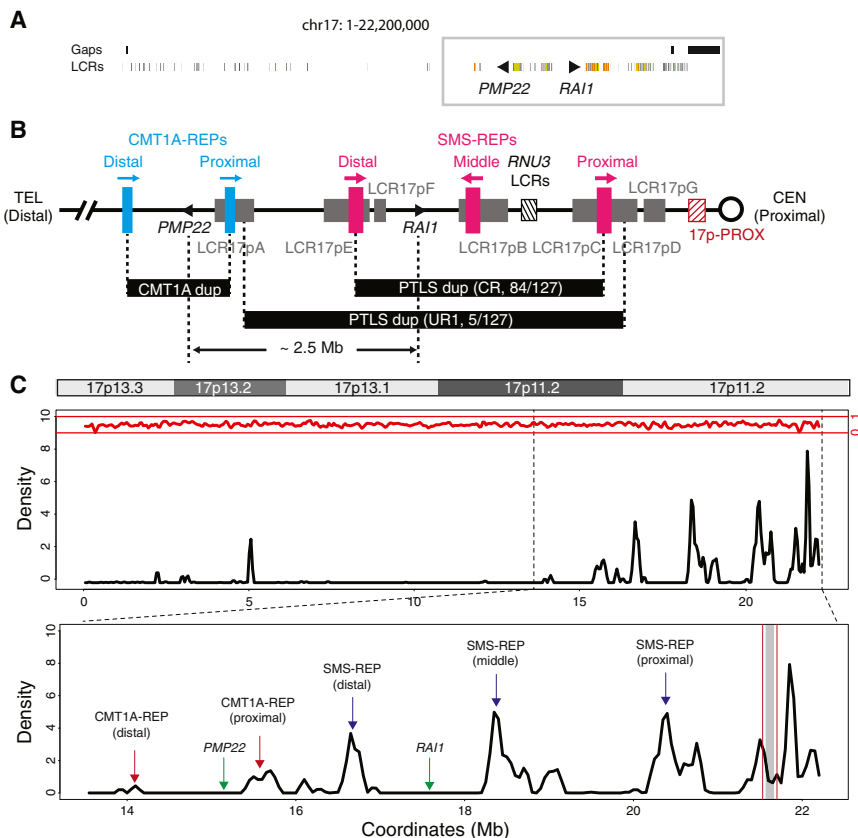 A
chr17: 1-22,200,000
Gaps
LCRs
PMP22
RAI1
B
CMT1A-REPs
SMS-REPs
Distal
Proximal
Distal
Middle
RNU3
LCRs
Proximal
TEL
(Distal)
LCR17pF
LCR17pG
CEN
(Proximal)
PMP22
RAI1
LCR17pA
LCR17pE
LCR17pB
LCR17pC
LCR17pD
17p-PROX
CMT1A dup
PTLS dup (CR, 84/127)
PTLS dup (UR1, 5/127)
~ 2.5 Mb
C
17p13.3
17p13.2
17p13.1
17p11.2
17p11.2
Density
10
8
6
4
2
0
1
0
0
5
10
15
20
Density
10
8
6
4
2
0
CMT1A-REP
(distal)
PMP22
CMT1A-REP
(proximal)
SMS-REP
(distal)
RAI1
SMS-REP
(middle)
SMS-REP
(proximal)
14
16
18
20
22
Coordinates (Mb)